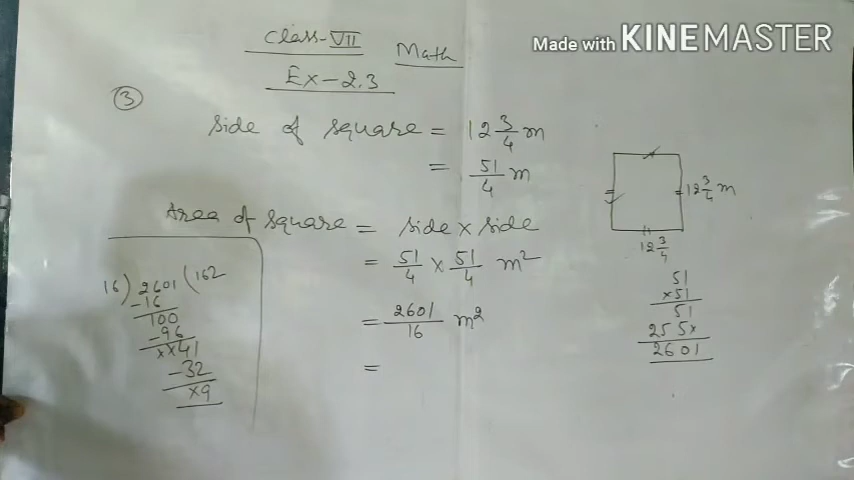 Made with KINEMASTER
Class-VII Math
Ex-2.3
3
Side of square = 12 3/4 m
= 51/4 m
Area of square = side × side
= 51/4 × 51/4 m²
= 2601/16 m²
=
12 3/4 m
12 3/4
16 ) 2601 ( 162
-16
100
-96
××41
-32
×9
51
×51
51
255×
2601